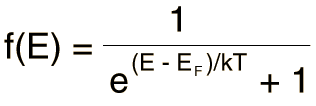 f(E) = 1 / (e^((E - E_F)/kT) + 1)